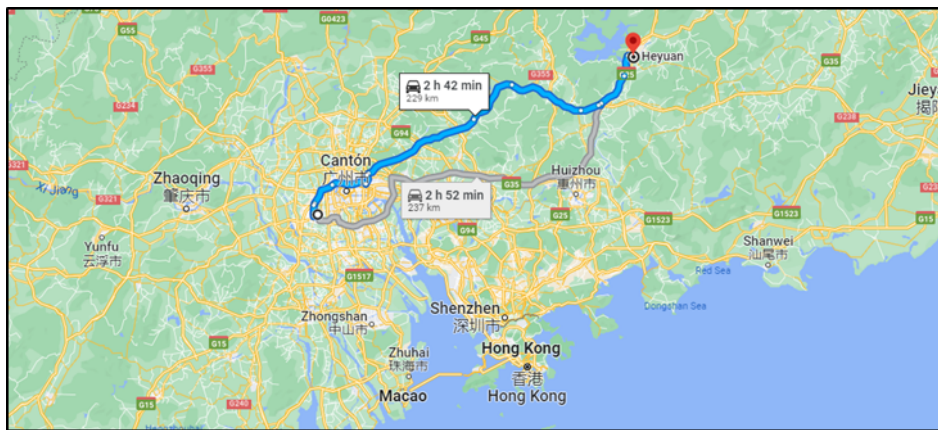 G55
G0423
G45
G355
G355
Heyuan
G25
G35
2 h 42 min
229 km
Jieya
揭阳
G238
G234
G94
G321
Cantón
广州市
Zhaoqing
肇庆市
Xi Jiang
G321
Huizhou
惠州市
G35
2 h 52 min
237 km
G25
G1523
G1523
G94
Yunfu
云浮市
Shanwei
汕尾市
Red Sea
G1517
Dongshan Sea
Shenzhen
深圳市
Zhongshan
中山市
G15
Hong Kong
香港
Hong Kong
Zhuhai
珠海市
Macao
G15
G240